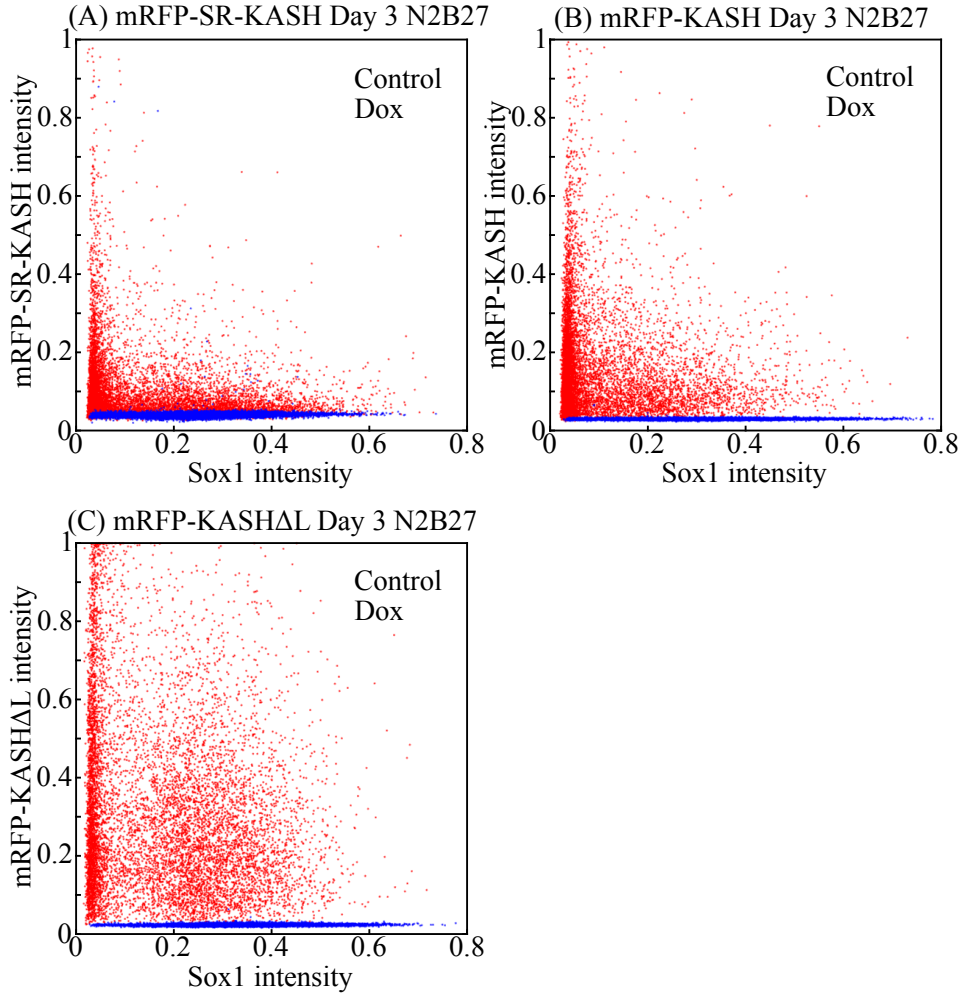 (A) mRFP-SR-KASH Day 3 N2B27
mRFP-SR-KASH intensity
1
0.8
0.6
0.4
0.2
0
Control
Dox
0 0.2 0.4 0.6 0.8
Sox1 intensity
(B) mRFP-KASH Day 3 N2B27
mRFP-KASH intensity
1
0.8
0.6
0.4
0.2
0
Control
Dox
0 0.2 0.4 0.6 0.8
Sox1 intensity
(C) mRFP-KASHΔL Day 3 N2B27
mRFP-KASHΔL intensity
1
0.8
0.6
0.4
0.2
0
Control
Dox
0 0.2 0.4 0.6 0.8
Sox1 intensity